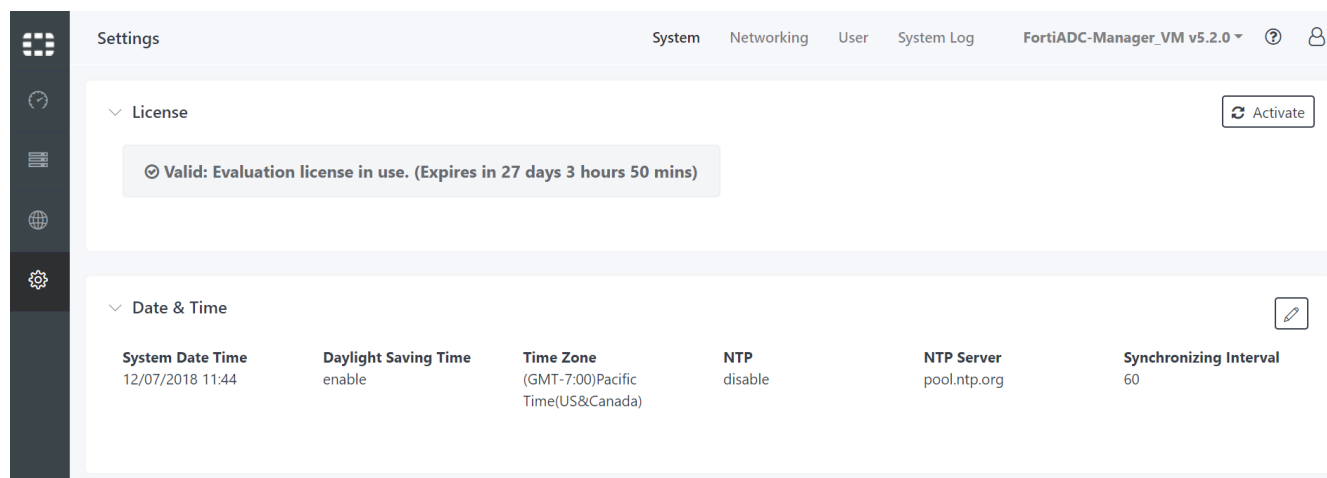 Settings System Networking User System Log FortiADC-Manager_VM v5.2.0
License Activate
Valid: Evaluation license in use. (Expires in 27 days 3 hours 50 mins)
Date & Time
System Date Time Daylight Saving Time Time Zone NTP NTP Server Synchronizing Interval
12/07/2018 11:44 enable (GMT-7:00)Pacific disable pool.ntp.org 60
Time(US&Canada)